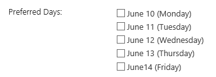 Preferred Days:
June 10 (Monday)
June 11 (Tuesday)
June 12 (Wednesday)
June 13 (Thursday)
June14 (Friday)